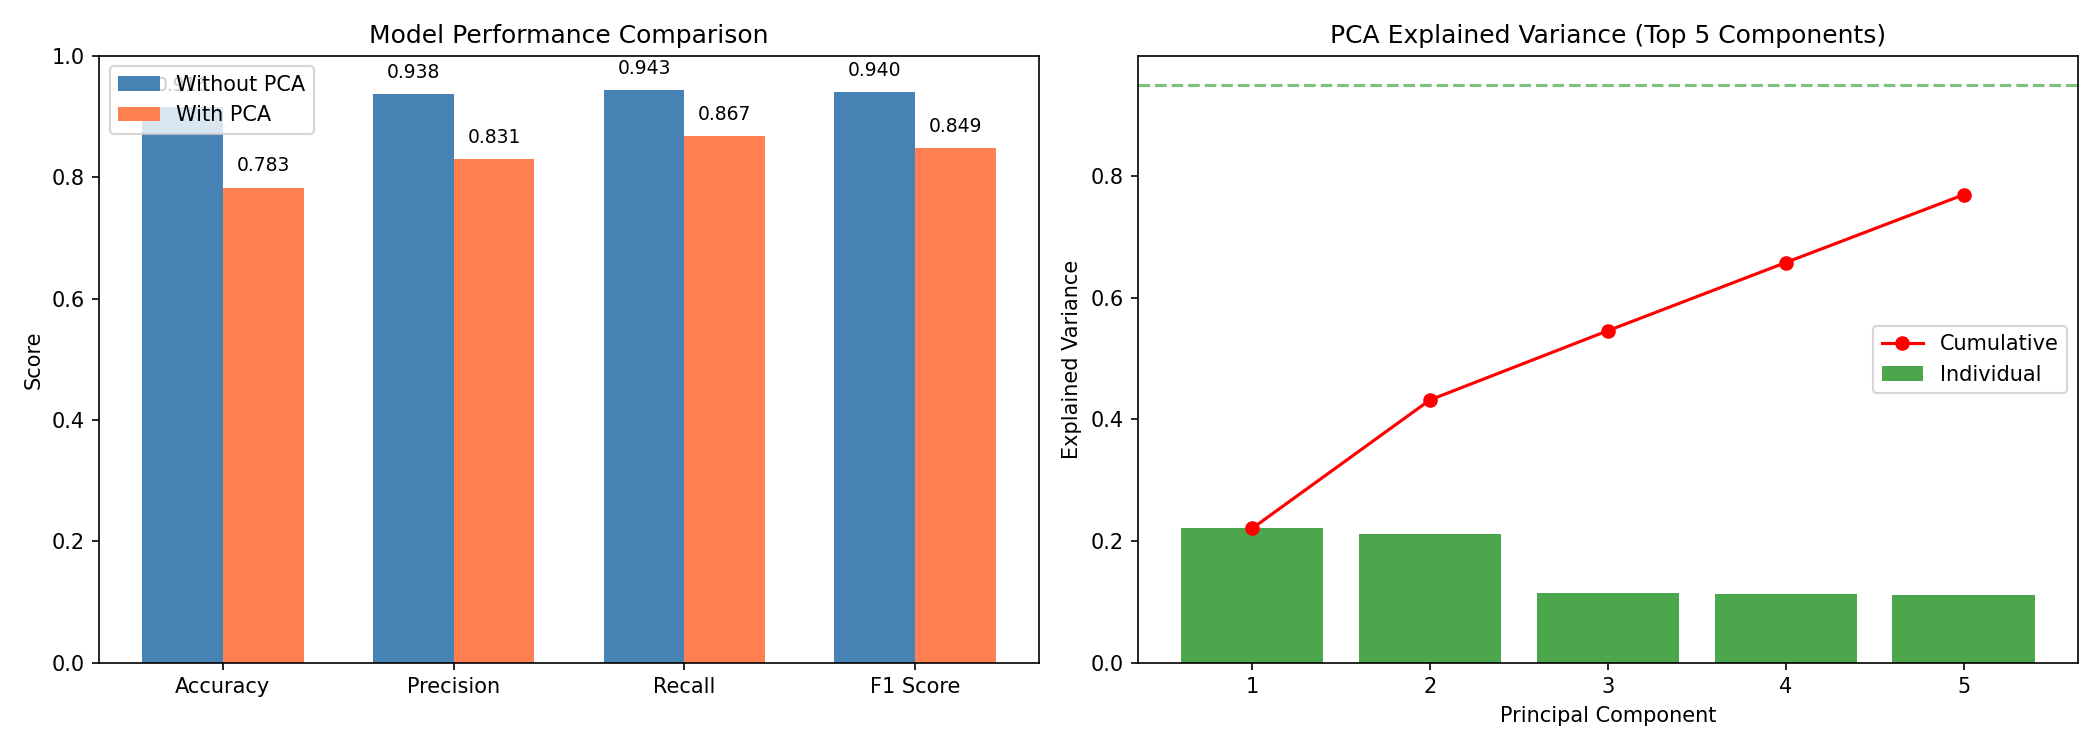 Model Performance Comparison
Without PCA
With PCA
0.783
0.938
0.831
0.943
0.867
0.940
0.849
1.0
0.8
0.6
0.4
0.2
0.0
Score
Accuracy
Precision
Recall
F1 Score
PCA Explained Variance (Top 5 Components)
0.8
0.6
0.4
0.2
0.0
Explained Variance
Cumulative
Individual
1
2
3
4
5
Principal Component